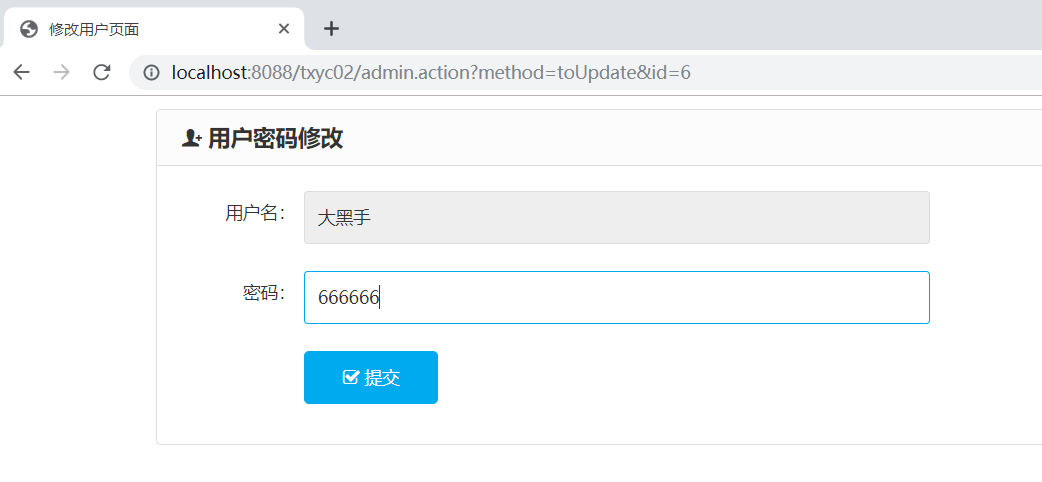 修改用户页面
localhost:8088/txyc02/admin.action?method=toUpdate&id=6
用户密码修改
用户名：
大黑手
密码：
666666
提交